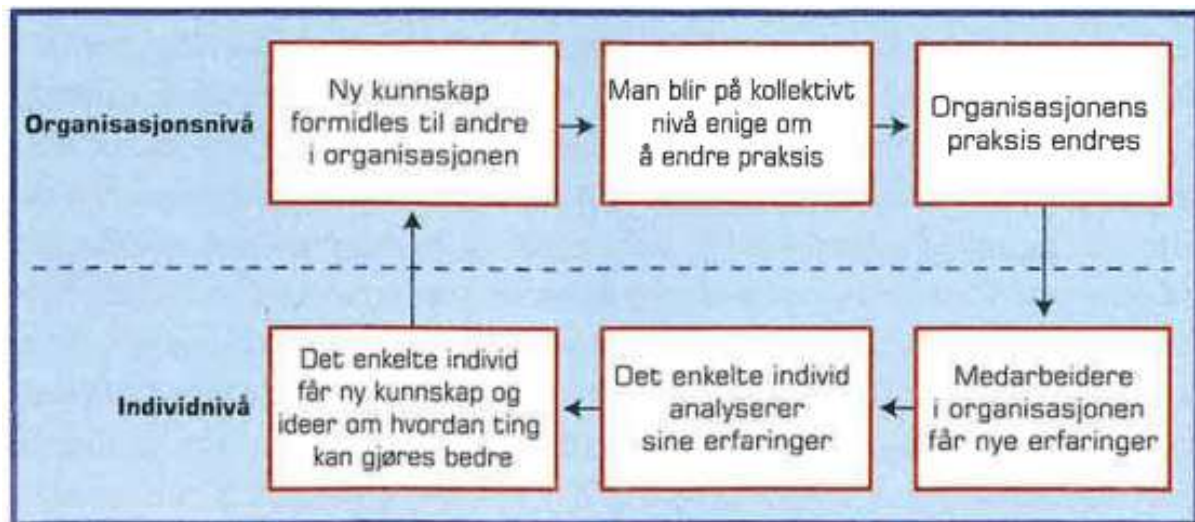 Organisasjonsnivå
Ny kunnskap
formidles til andre
i organisasjonen
Man blir på kollektivt
nivå enige om
å endre praksis
Organisasjonens
praksis endres
Individnivå
Det enkelte individ
får ny kunnskap og
ideer om hvordan ting
kan gjøres bedre
Det enkelte individ
analyserer
sine erfaringer
Medarbeidere
i organisasjonen
får nye erfaringer